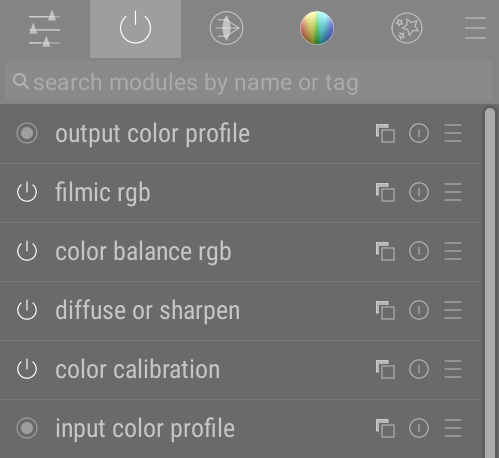 search modules by name or tag
output color profile
filmic rgb
color balance rgb
diffuse or sharpen
color calibration
input color profile